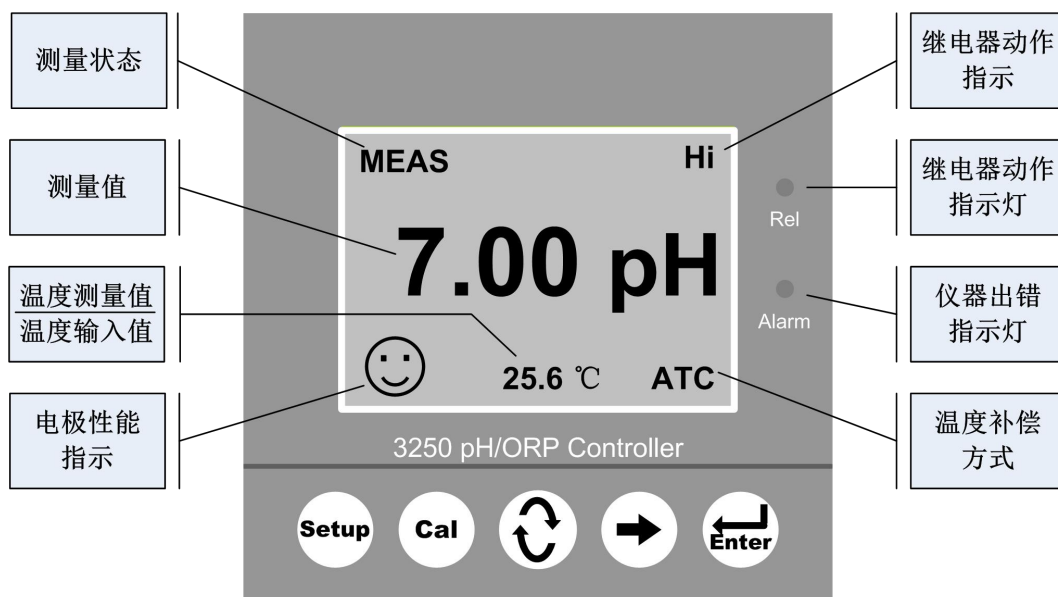 测量状态
测量值
温度测量值
温度输入值
电极性能
指示
MEAS
Hi
7.00 pH
25.6 ℃
ATC
Rel
Alarm
3250 pH/ORP Controller
Setup
Cal
Enter
继电器动作
指示
继电器动作
指示灯
仪器出错
指示灯
温度补偿
方式